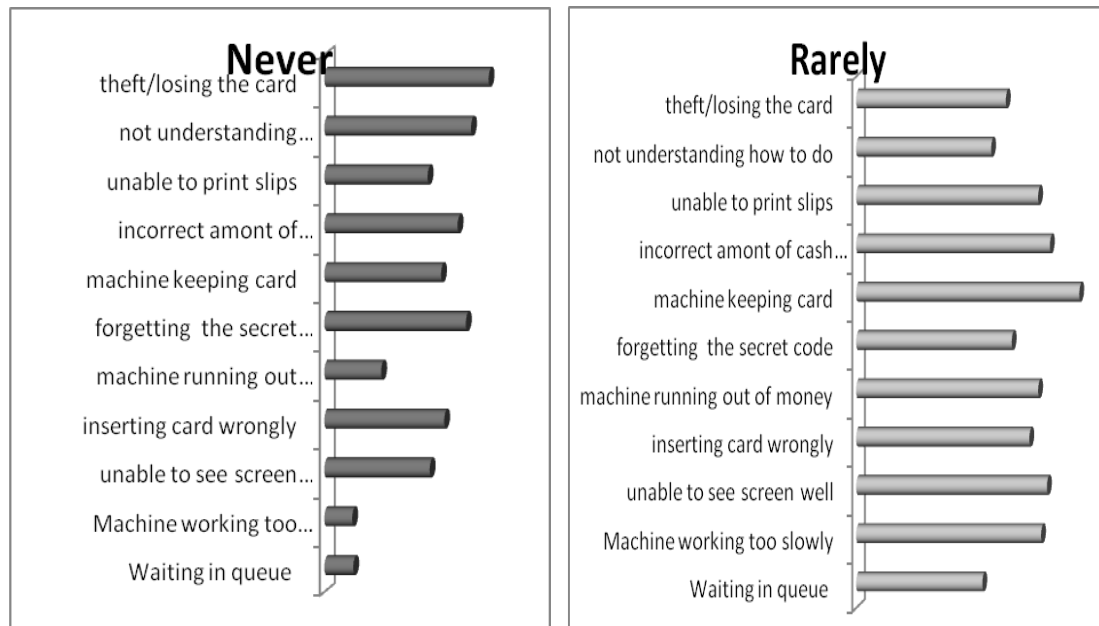 Never
theft/losing the card
not understanding...
unable to print slips
incorrect amont of...
machine keeping card
forgetting the secret...
machine running out...
inserting card wrongly
unable to see screen...
Machine working too...
Waiting in queue
Rarely
theft/losing the card
not understanding how to do
unable to print slips
incorrect amont of cash...
machine keeping card
forgetting the secret code
machine running out of money
inserting card wrongly
unable to see screen well
Machine working too slowly
Waiting in queue